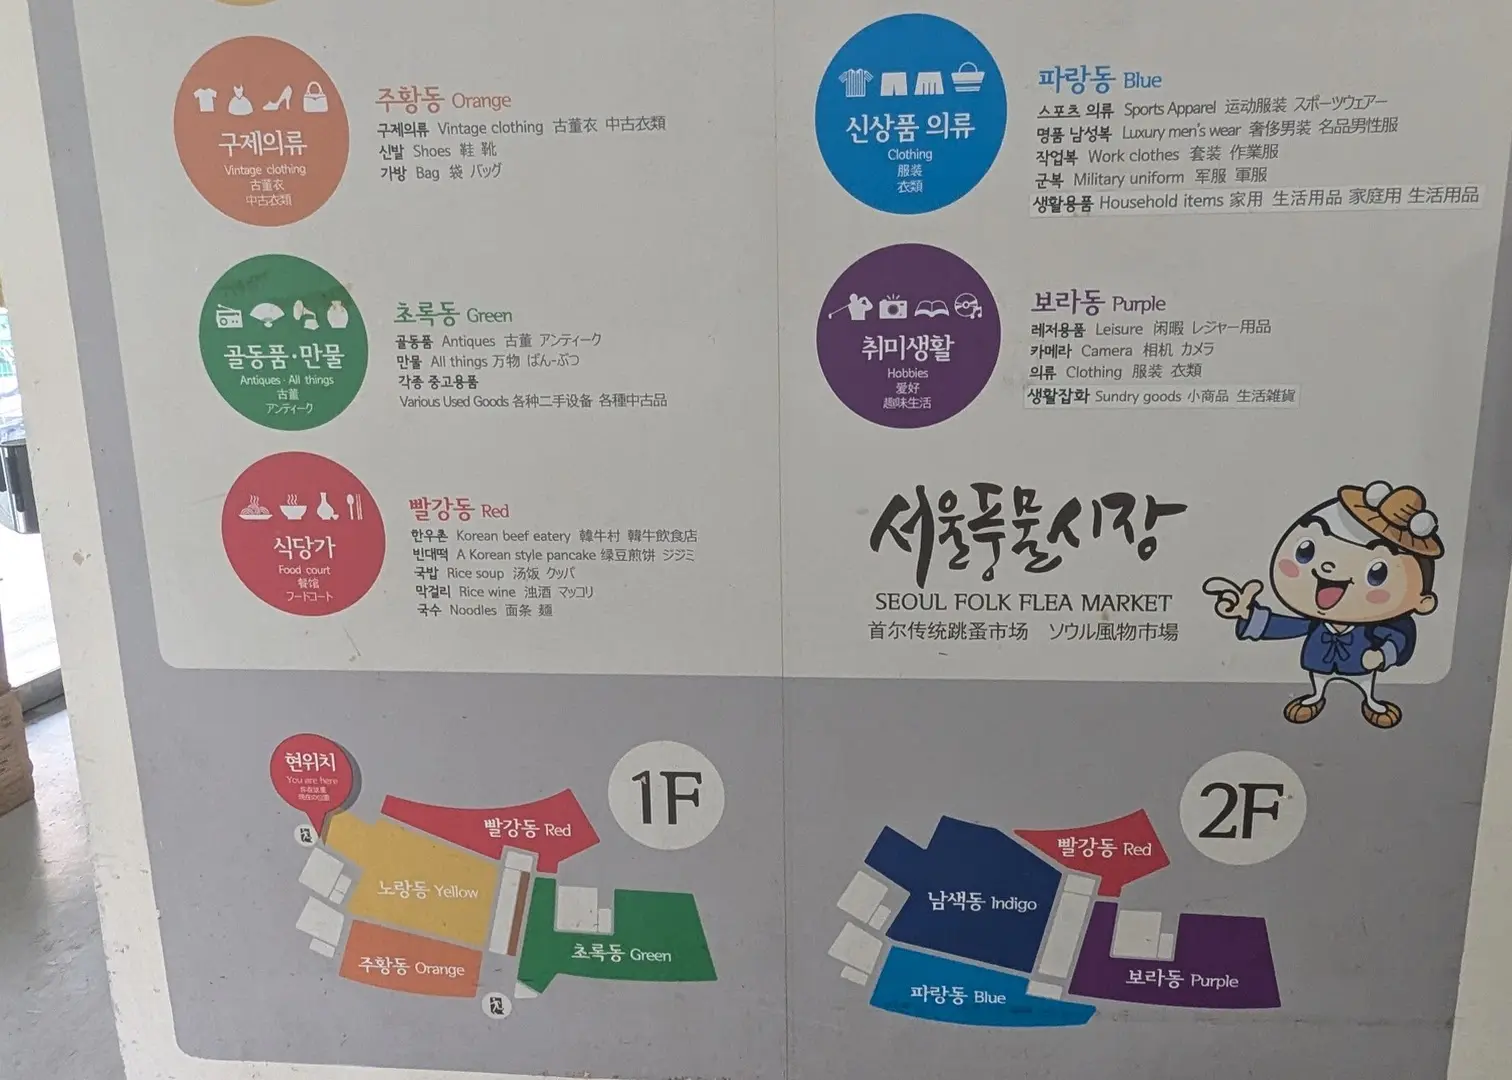 구제의류
Vintage clothing
古董衣
中古衣類
주황동 Orange
구제의류 Vintage clothing 古董衣 中古衣類
신발 Shoes 鞋 靴
가방 Bag 袋 バッグ
골동품·만물
Antiques · All things
古董
アンティーク
초록동 Green
골동품 Antiques 古董 アンティーク
만물 All things 万物 ばん-ぶつ
각종 중고용품
Various Used Goods 各种二手设备 各種中古品
식당가
Food court
餐馆
フードコート
빨강동 Red
한우촌 Korean beef eatery 韓牛村 韓牛飲食店
빈대떡 A Korean style pancake 绿豆煎饼 ジジミ
국밥 Rice soup 汤饭 クッパ
막걸리 Rice wine 浊酒 マッコリ
국수 Noodles 面条 麺
신상품 의류
Clothing
服装
衣類
파랑동 Blue
스포츠 의류 Sports Apparel 运动服装 スポーツウェアー
명품 남성복 Luxury men's wear 奢侈男装 名品男性服
작업복 Work clothes 套装 作業服
군복 Military uniform 军服 軍服
생활용품 Household items 家用 生活用品 家庭用 生活用品
취미생활
Hobbies
爱好
趣味生活
보라동 Purple
레저용품 Leisure 闲暇 レジャー用品
카메라 Camera 相机 カメラ
의류 Clothing 服装 衣類
생활잡화 Sundry goods 小商品 生活雑貨
서울풍물시장
SEOUL FOLK FLEA MARKET
首尔传统跳蚤市场 ソウル風物市場
현위치
You are here
現在の位置
1F
빨강동 Red
노랑동 Yellow
주황동 Orange
초록동 Green
2F
빨강동 Red
남색동 Indigo
파랑동 Blue
보라동 Purple